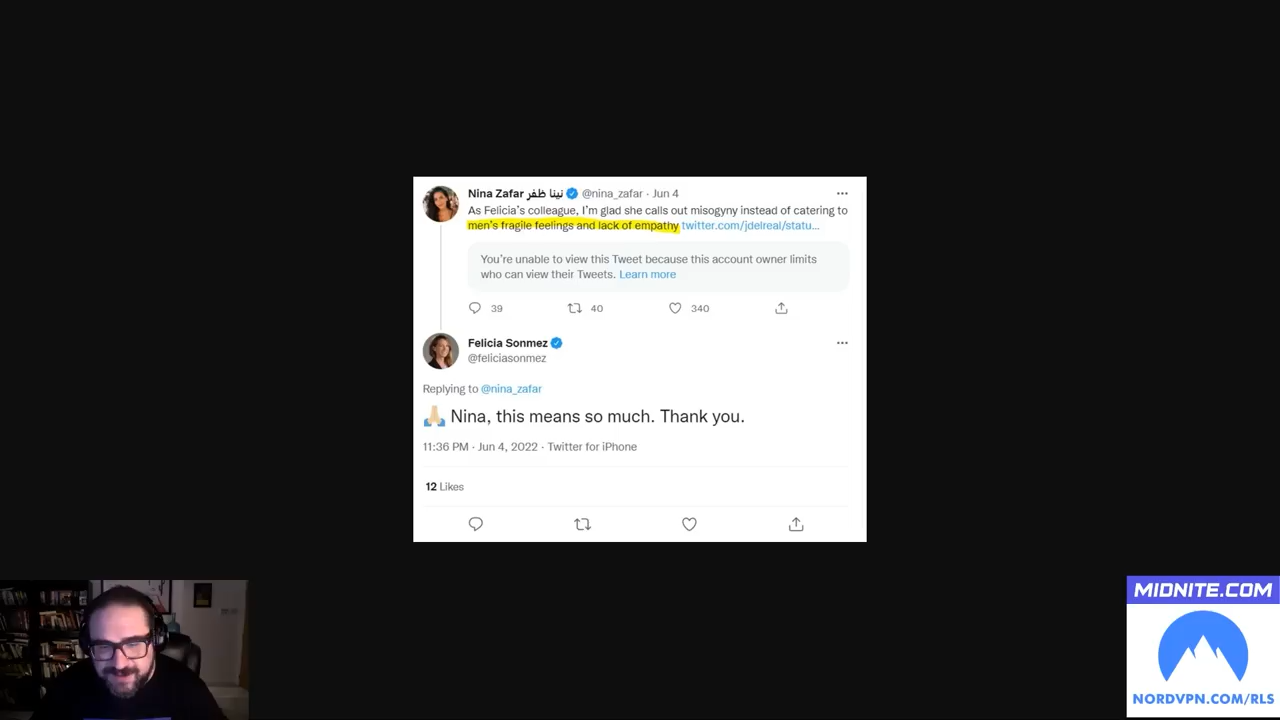 Nina Zafar نینا ظفر @nina_zafar · Jun 4
As Felicia's colleague, I'm glad she calls out misogyny instead of catering to
men's fragile feelings and lack of empathy twitter.com/jdelreal/statu...
You're unable to view this Tweet because this account owner limits
who can view their Tweets. Learn more
39 40 340
Felicia Sonmez
@feliciasonmez
Replying to @nina_zafar
🙏🏼 Nina, this means so much. Thank you.
11:36 PM · Jun 4, 2022 · Twitter for iPhone
12 Likes
MIDNITE.COM
NORDVPN.COM/RLS